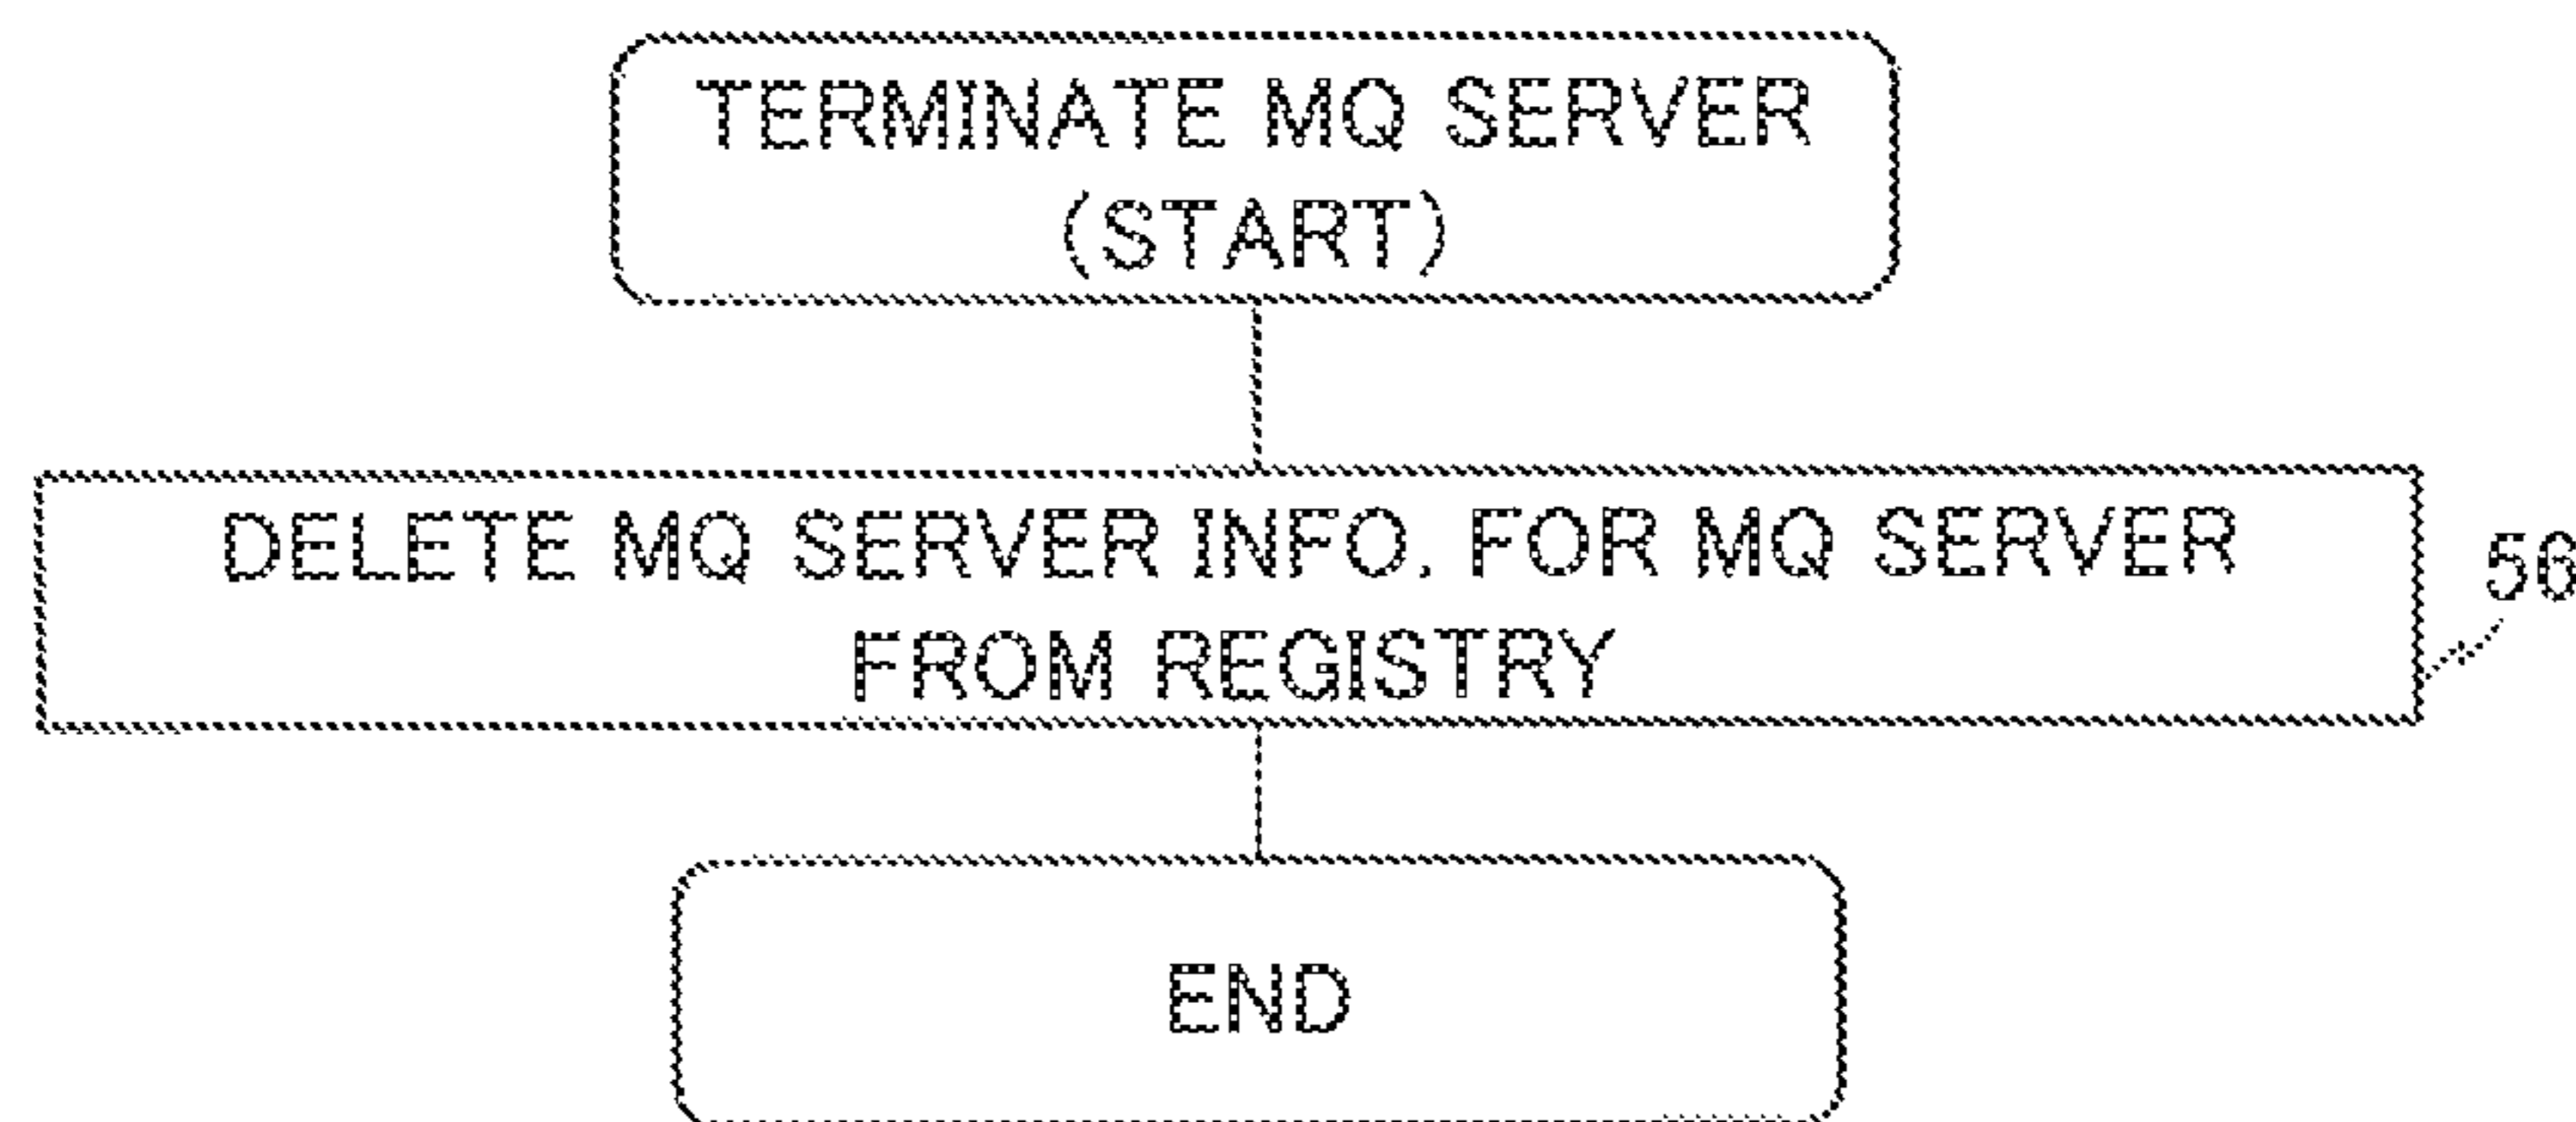 TERMINATE MQ SERVER
(START)
DELETE MQ SERVER INFO. FOR MQ SERVER
FROM REGISTRY
56
END